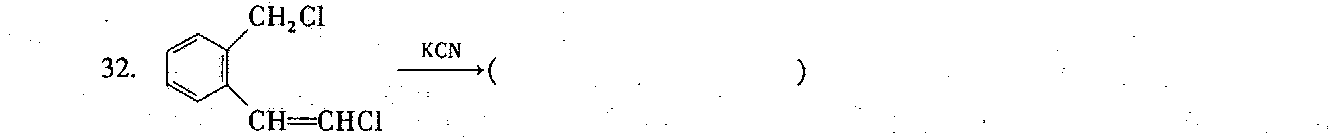 CH₂Cl
32. KCN →( )
CH=CHCl